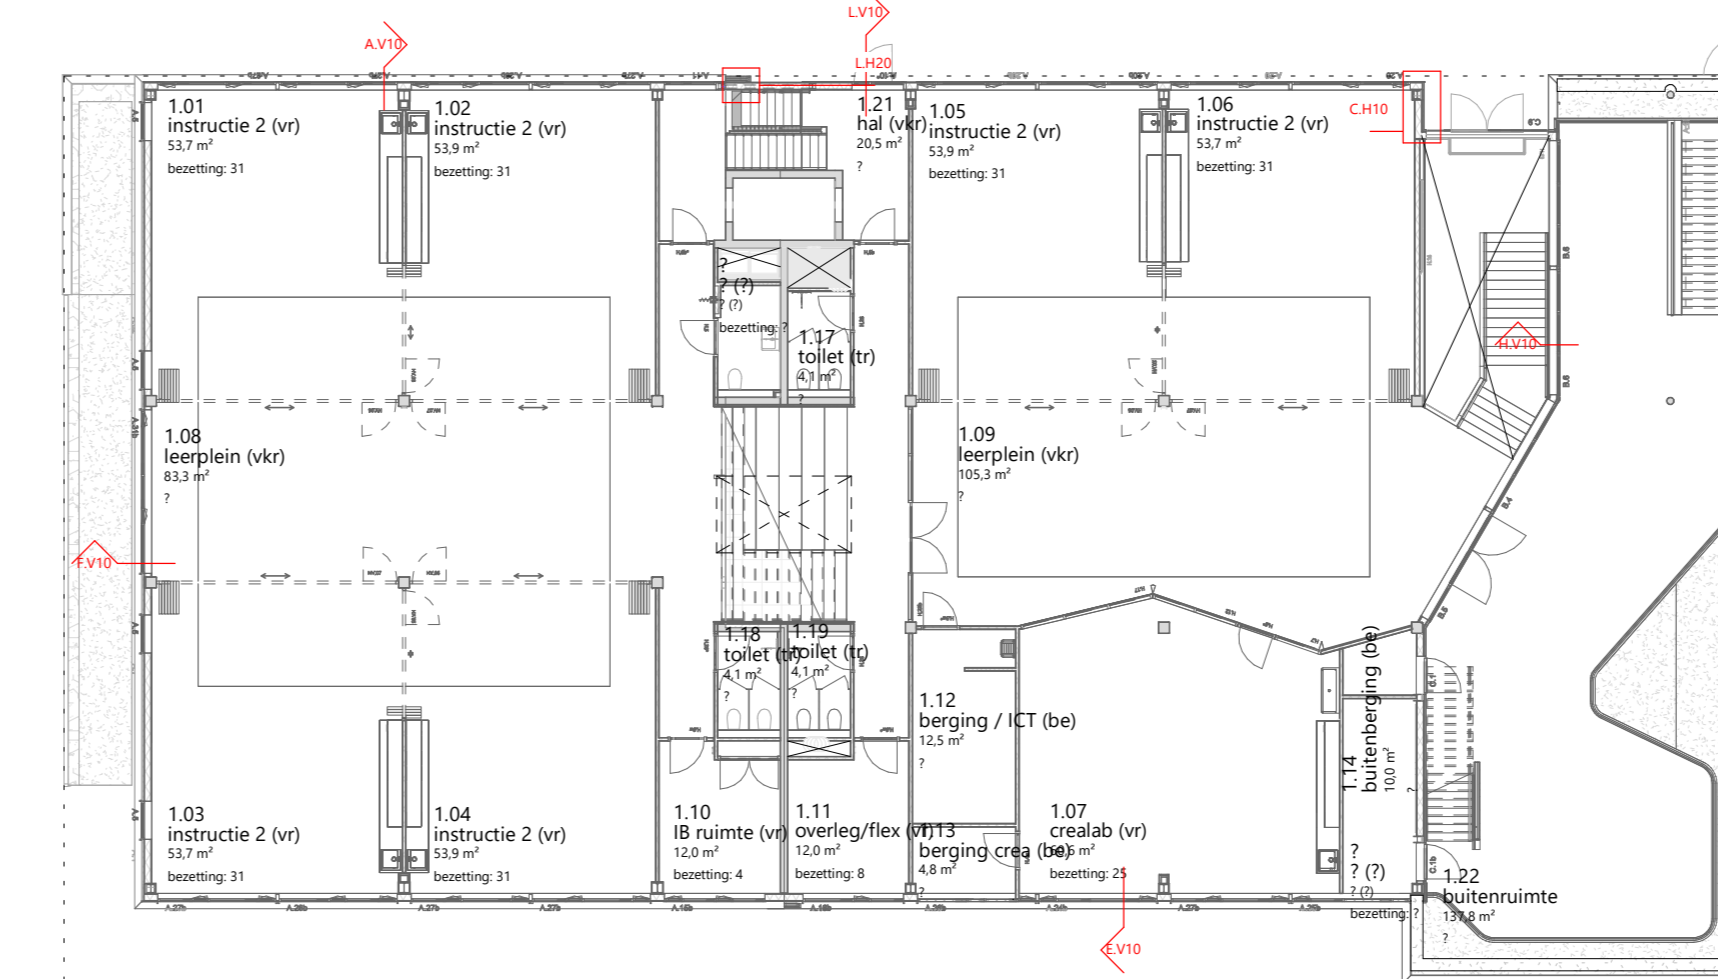 L.V10
A.V10
L.H20
1.01
instructie 2 (vr)
53,7 m²
bezetting: 31
1.02
instructie 2 (vr)
53,9 m²
bezetting: 31
1.21
hal (vkr)
20,5 m²
?
1.05
instructie 2 (vr)
53,9 m²
bezetting: 31
1.06
instructie 2 (vr)
53,7 m²
bezetting: 31
C.H10
?
? (?)
? (?)
bezetting: ?
1.17
toilet (tr)
4,1 m²
?
H.V10
1.08
leerplein (vkr)
83,3 m²
?
1.09
leerplein (vkr)
105,3 m²
?
F.V10
1.18
toilet (tr)
4,1 m²
?
1.19
toilet (tr)
4,1 m²
?
1.12
berging / ICT (be)
12,5 m²
?
1.14
buitenberging (be)
10,0 m²
?
1.03
instructie 2 (vr)
53,7 m²
bezetting: 31
1.04
instructie 2 (vr)
53,9 m²
bezetting: 31
1.10
IB ruimte (vr)
12,0 m²
bezetting: 4
1.11
overleg/flex (vr)
12,0 m²
bezetting: 8
1.13
berging crea (be)
4,8 m²
?
1.07
crealab (vr)
bezetting: 25
?
? (?)
? (?)
bezetting: ?
1.22
buitenruimte
137,8 m²
?
E.V10